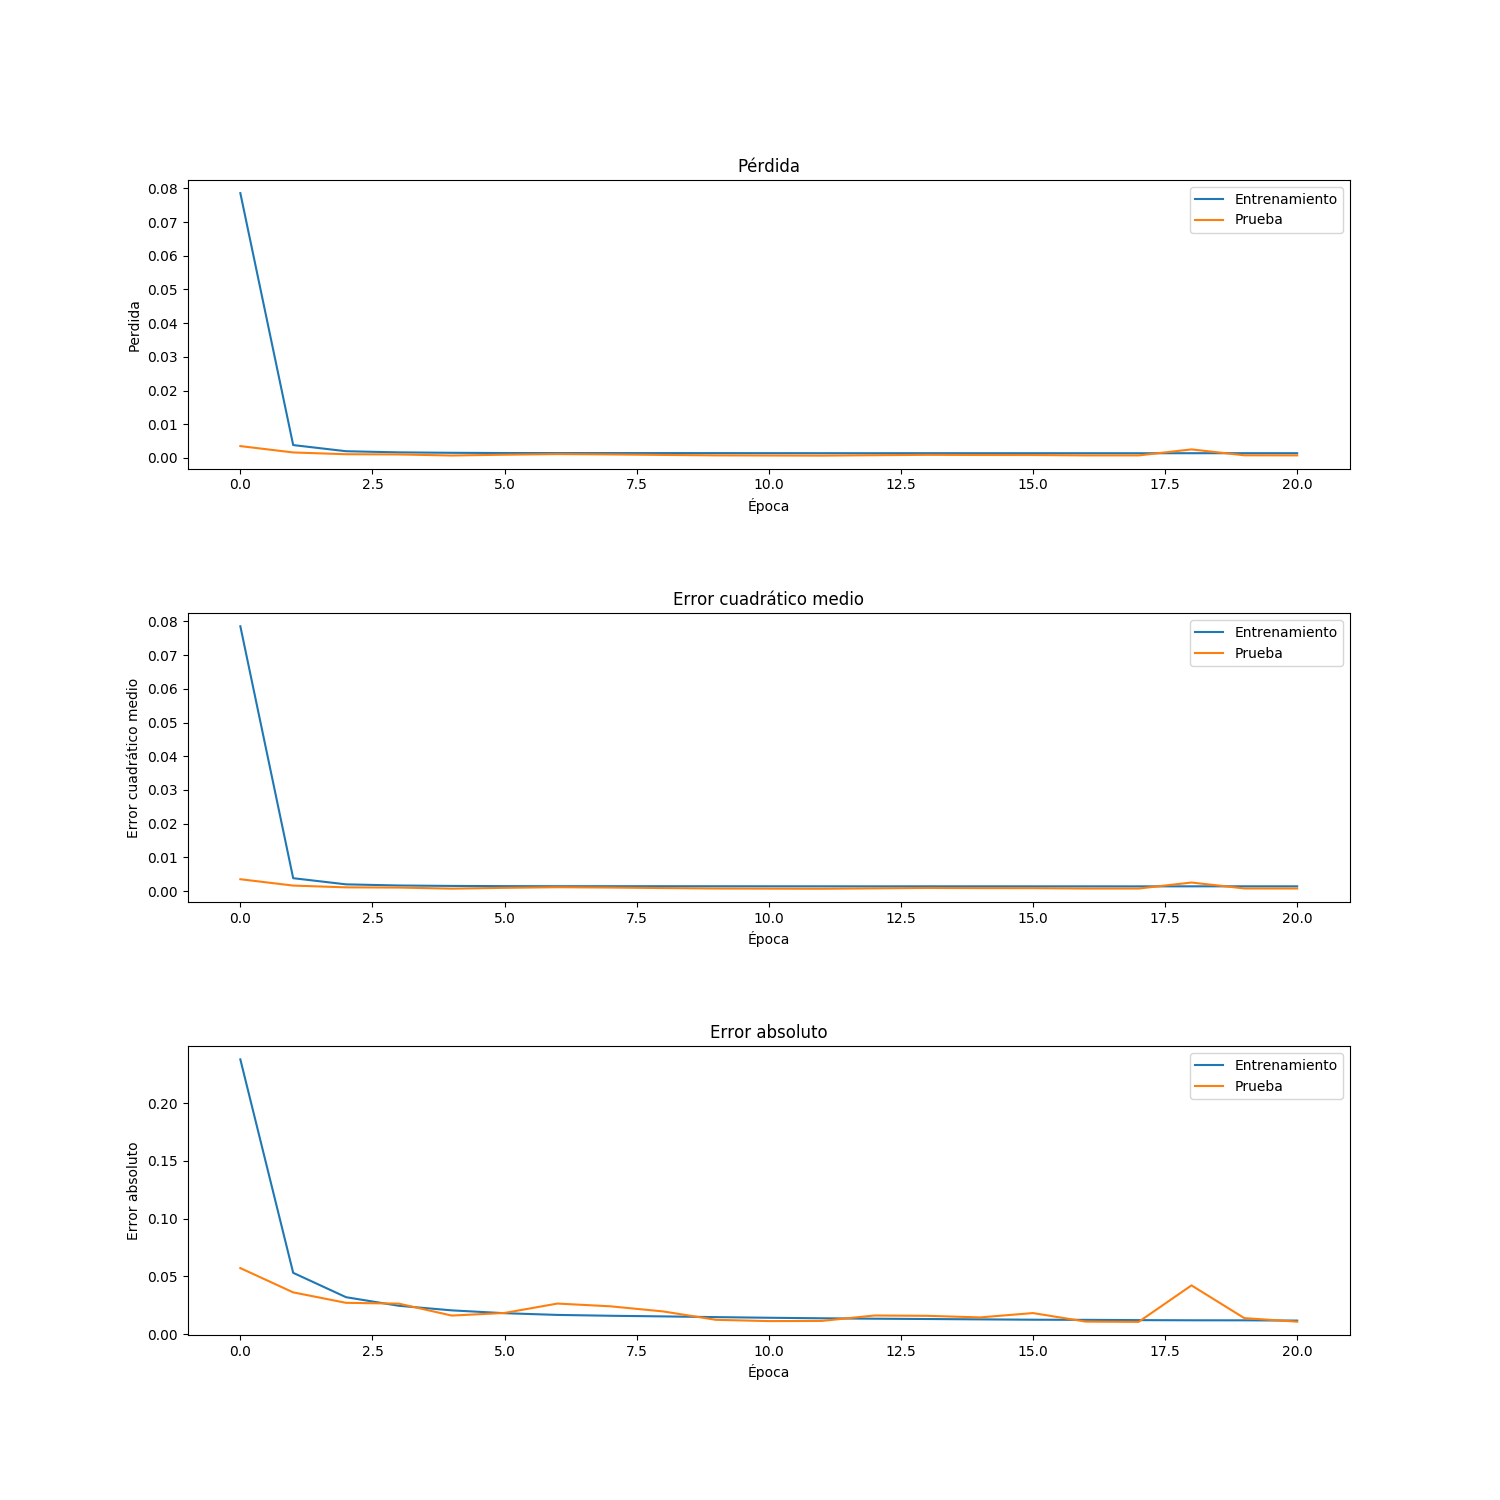 Pérdida
Perdida
0.08
0.07
0.06
0.05
0.04
0.03
0.02
0.01
0.00
Entrenamiento
Prueba
0.0 2.5 5.0 7.5 10.0 12.5 15.0 17.5 20.0
Época
Error cuadrático medio
Error cuadrático medio
0.08
0.07
0.06
0.05
0.04
0.03
0.02
0.01
0.00
Entrenamiento
Prueba
0.0 2.5 5.0 7.5 10.0 12.5 15.0 17.5 20.0
Época
Error absoluto
Error absoluto
0.20
0.15
0.10
0.05
0.00
Entrenamiento
Prueba
0.0 2.5 5.0 7.5 10.0 12.5 15.0 17.5 20.0
Época